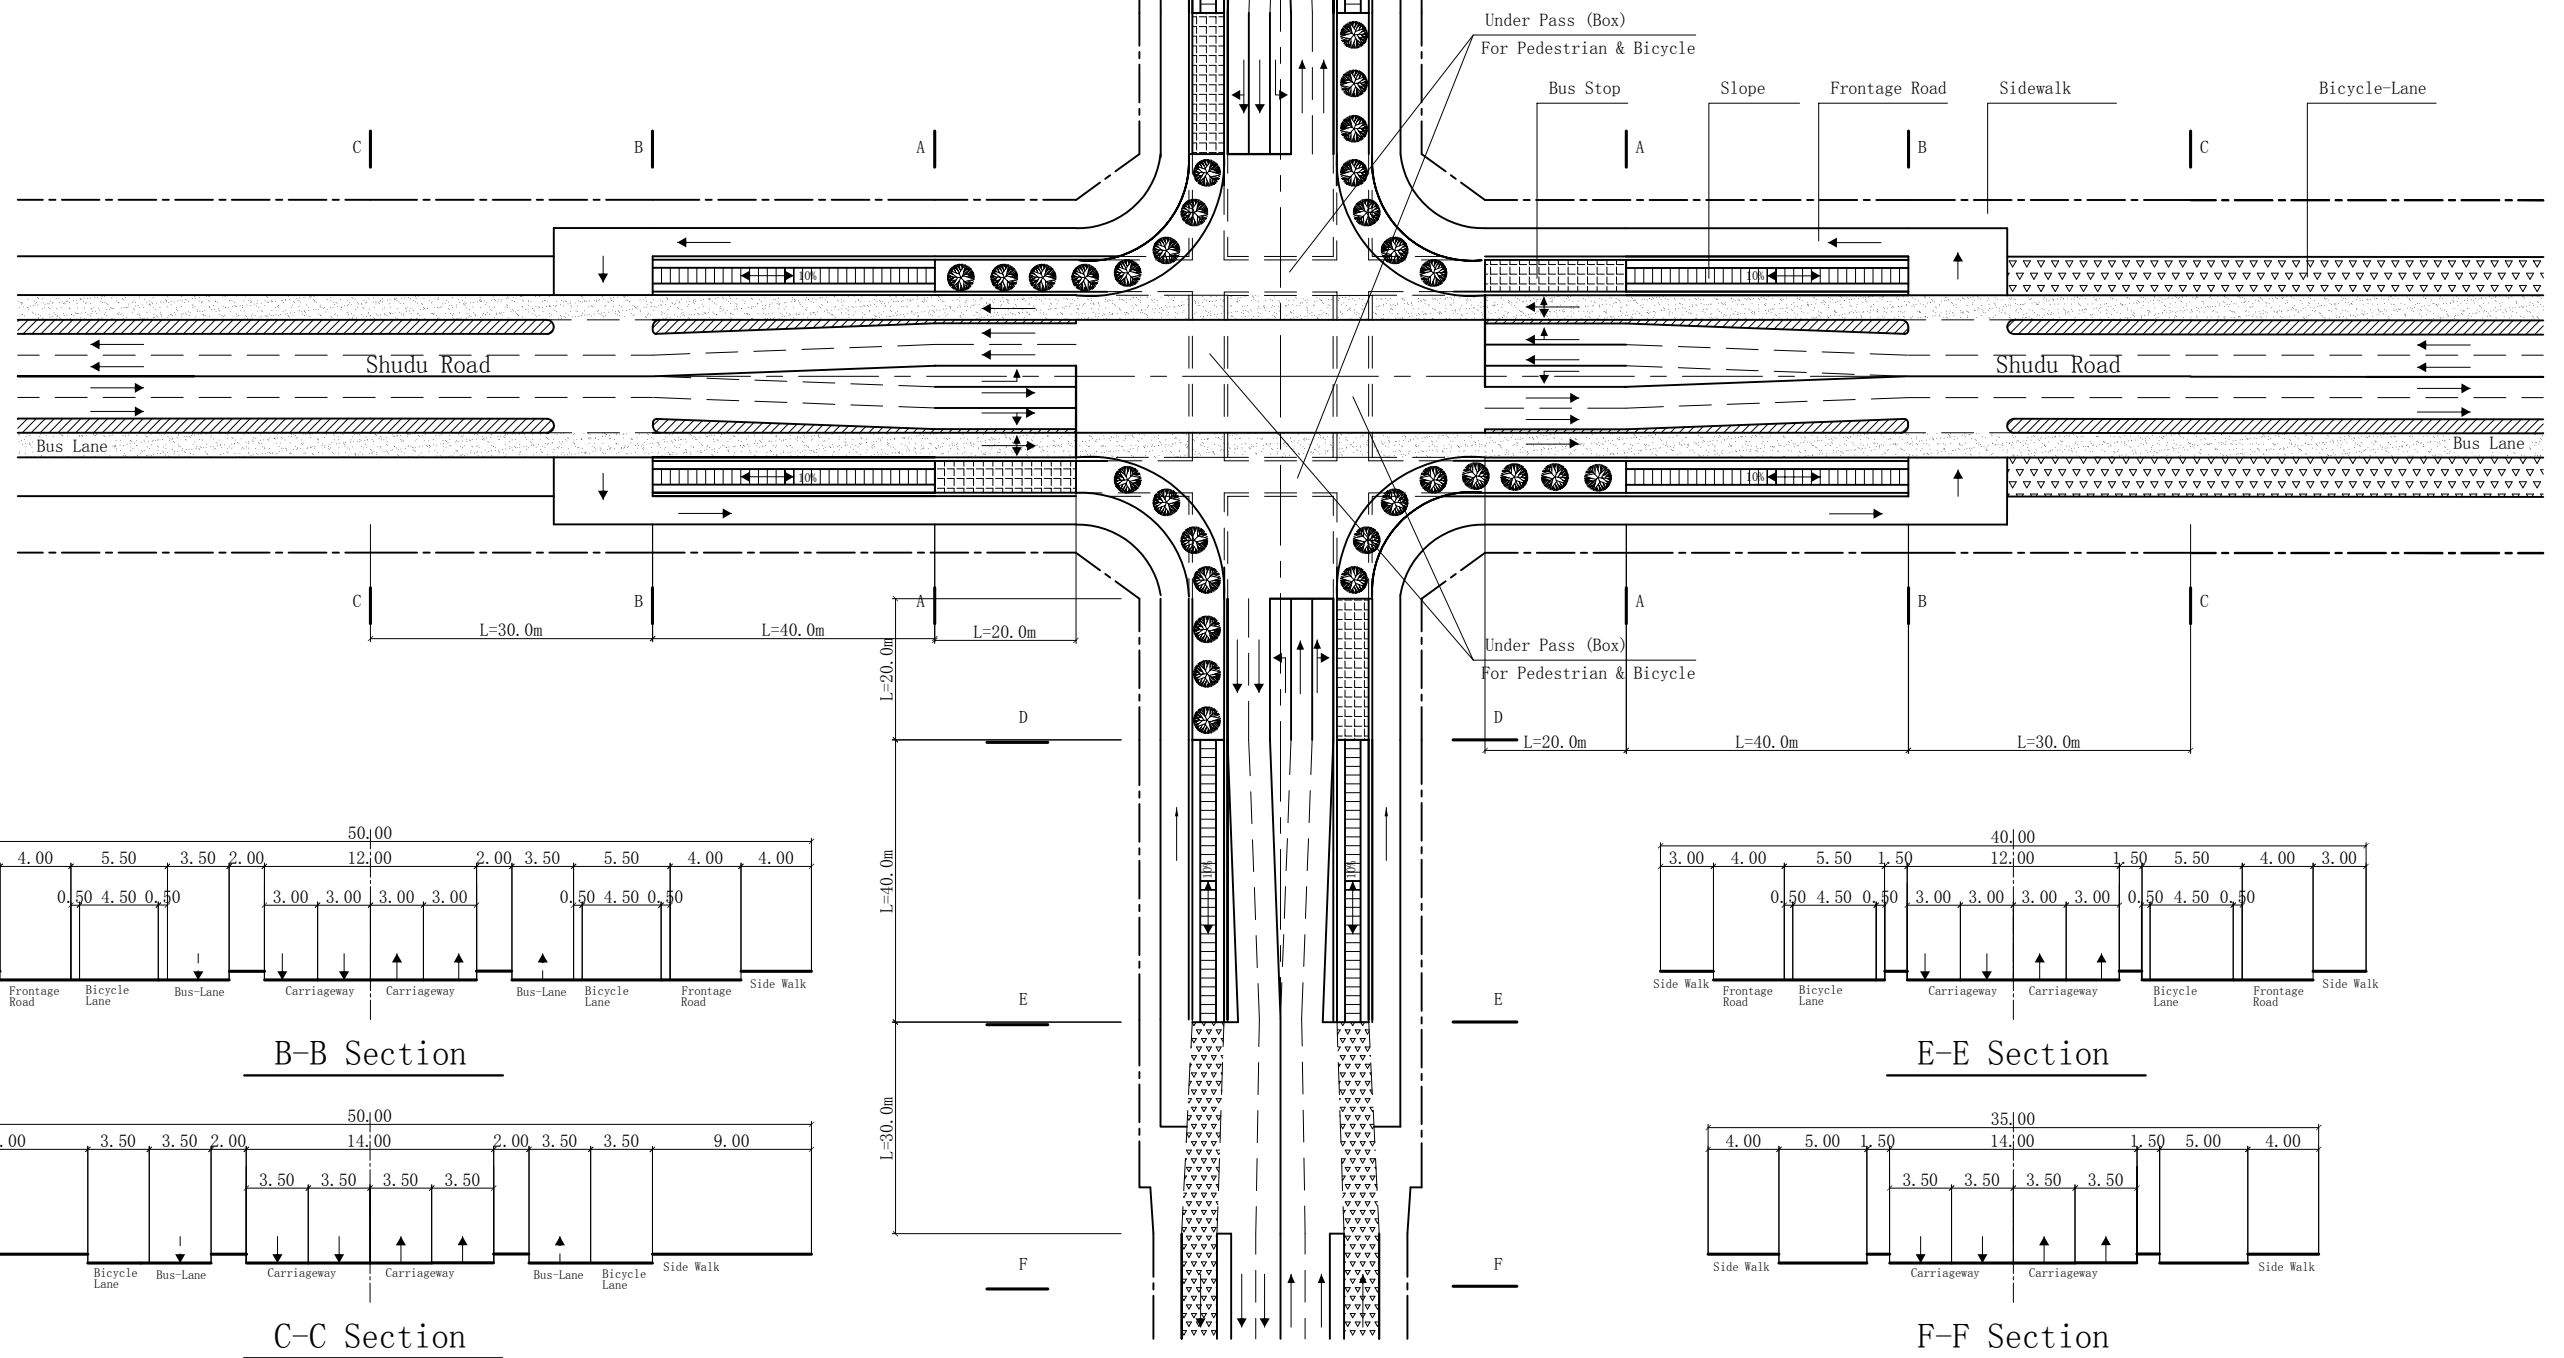 Under Pass (Box)
For Pedestrian & Bicycle
Bus Stop
Slope
Frontage Road
Sidewalk
Bicycle-Lane
C
B
A
A
B
C
10%
10%
Shudu Road
Shudu Road
Bus Lane
Bus Lane
10%
10%
C
B
A
A
B
C
L=30.0m
L=40.0m
L=20.0m
L=20.0m
Under Pass (Box)
For Pedestrian & Bicycle
D
D
L=20.0m
L=40.0m
L=30.0m
L=40.0m
10%
10%
E
E
L=30.0m
F
F
50.00
4.00 5.50 3.50 2.00 12.00 2.00 3.50 5.50 4.00 4.00
0.50 4.50 0.50 3.00 3.00 3.00 3.00 0.50 4.50 0.50
Frontage
Road
Bicycle
Lane
Bus-Lane
Carriageway
Carriageway
Bus-Lane
Bicycle
Lane
Frontage
Road
Side Walk
B-B Section
40.00
3.00 4.00 5.50 1.50 12.00 1.50 5.50 4.00 3.00
0.50 4.50 0.50 3.00 3.00 3.00 3.00 0.50 4.50 0.50
Side Walk
Frontage
Road
Bicycle
Lane
Carriageway
Carriageway
Bicycle
Lane
Frontage
Road
Side Walk
E-E Section
50.00
.00 3.50 3.50 2.00 14.00 2.00 3.50 3.50 9.00
3.50 3.50 3.50 3.50
Bicycle
Lane
Bus-Lane
Carriageway
Carriageway
Bus-Lane
Bicycle
Lane
Side Walk
C-C Section
35.00
4.00 5.00 1.50 14.00 1.50 5.00 4.00
3.50 3.50 3.50 3.50
Side Walk
Carriageway
Carriageway
Side Walk
F-F Section